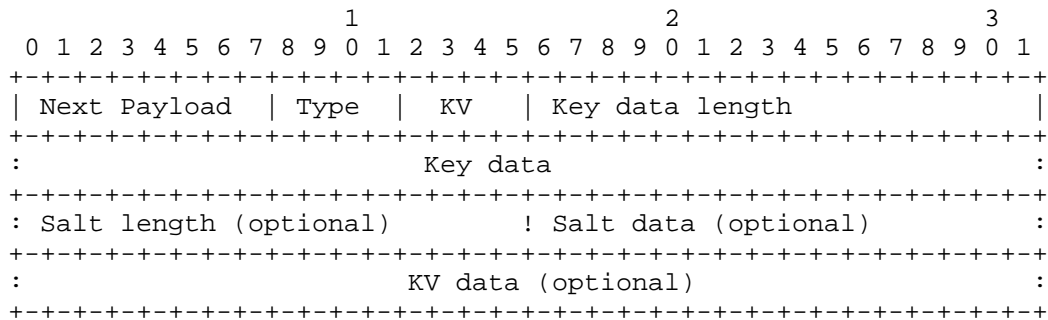 1                   2                   3
 0 1 2 3 4 5 6 7 8 9 0 1 2 3 4 5 6 7 8 9 0 1 2 3 4 5 6 7 8 9 0 1
+-+-+-+-+-+-+-+-+-+-+-+-+-+-+-+-+-+-+-+-+-+-+-+-+-+-+-+-+-+-+-+-+
| Next Payload  | Type  |  KV   | Key data length               |
+-+-+-+-+-+-+-+-+-+-+-+-+-+-+-+-+-+-+-+-+-+-+-+-+-+-+-+-+-+-+-+-+
:                         Key data                              :
+-+-+-+-+-+-+-+-+-+-+-+-+-+-+-+-+-+-+-+-+-+-+-+-+-+-+-+-+-+-+-+-+
: Salt length (optional)        ! Salt data (optional)          :
+-+-+-+-+-+-+-+-+-+-+-+-+-+-+-+-+-+-+-+-+-+-+-+-+-+-+-+-+-+-+-+-+
:                        KV data (optional)                     :
+-+-+-+-+-+-+-+-+-+-+-+-+-+-+-+-+-+-+-+-+-+-+-+-+-+-+-+-+-+-+-+-+